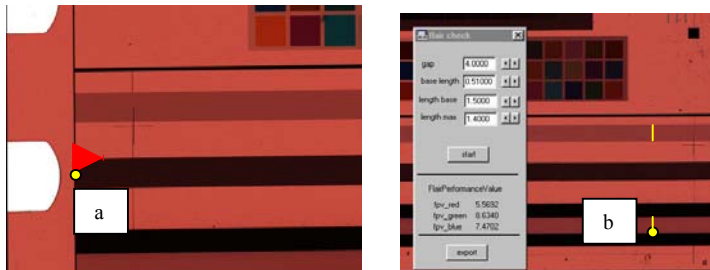 a
flair check
gap 4.0000
base length 0.51000
length base 1.5000
length max 1.4000
start
FlairPerformanceValue
fpv_red 5.5692
fpv_green 8.6340
fpv_blue 7.4702
export
b